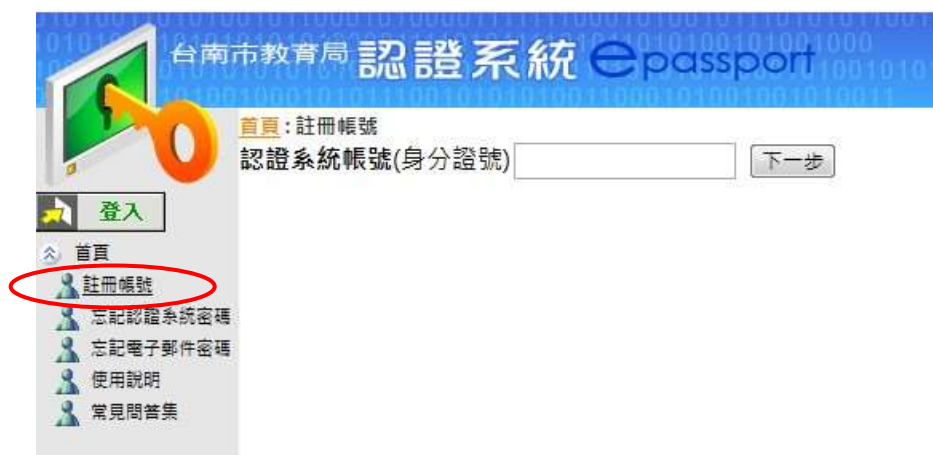 台南市教育局 認證系統 epassport
首頁:註冊帳號
認證系統帳號(身分證號) 下一步
登入
首頁
註冊帳號
忘記認證系統密碼
忘記電子郵件密碼
使用說明
常見問答集